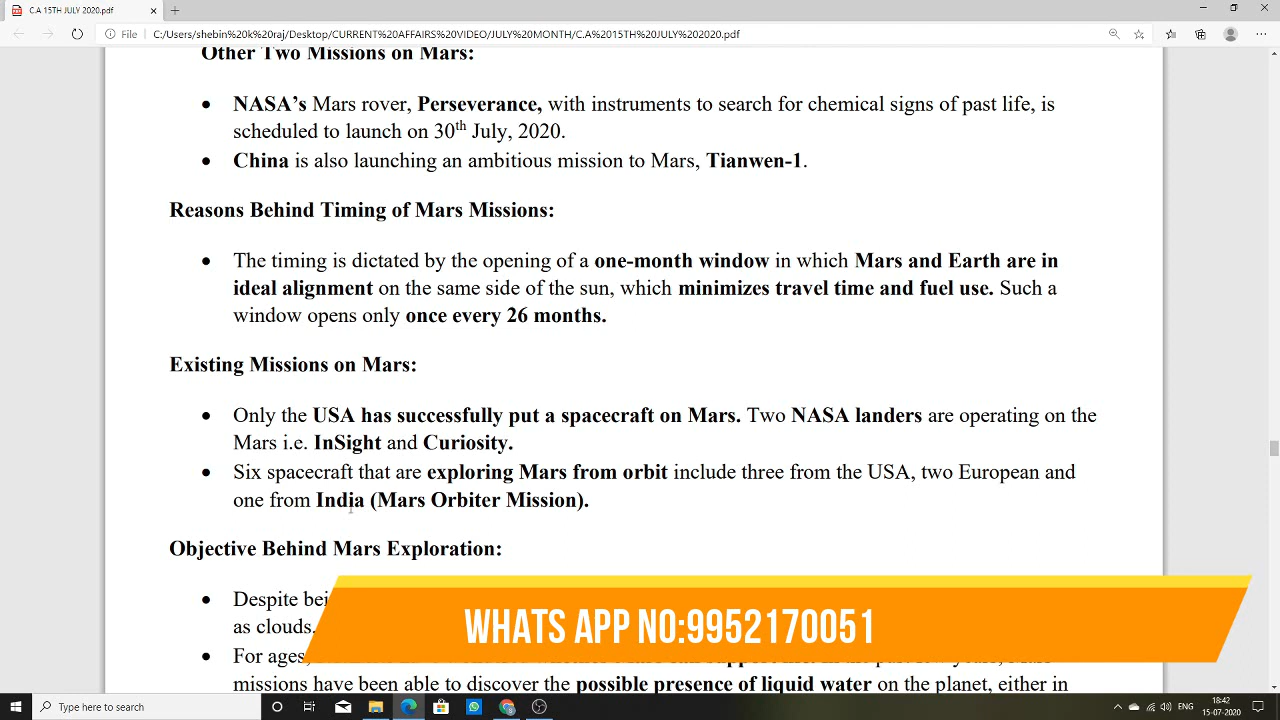 C.A 15TH JULY 2020.pdf
File
C:/Users/shebin%20k%20raj/Desktop/CURRENT%20AFFAIRS%20VIDEO/JULY%20MONTH/C.A%2015TH%20JULY%202020.pdf
Other Two Missions on Mars:
• NASA’s Mars rover, Perseverance, with instruments to search for chemical signs of past life, is
scheduled to launch on 30th July, 2020.
• China is also launching an ambitious mission to Mars, Tianwen-1.
Reasons Behind Timing of Mars Missions:
• The timing is dictated by the opening of a one-month window in which Mars and Earth are in
ideal alignment on the same side of the sun, which minimizes travel time and fuel use. Such a
window opens only once every 26 months.
Existing Missions on Mars:
• Only the USA has successfully put a spacecraft on Mars. Two NASA landers are operating on the
Mars i.e. InSight and Curiosity.
• Six spacecraft that are exploring Mars from orbit include three from the USA, two European and
one from India (Mars Orbiter Mission).
Objective Behind Mars Exploration:
• Despite
as clouds.
• For ages,
missions have been able to discover the possible presence of liquid water on the planet, either in
WHATS APP NO:9952170051
Type here to search
18:42
15-07-2020